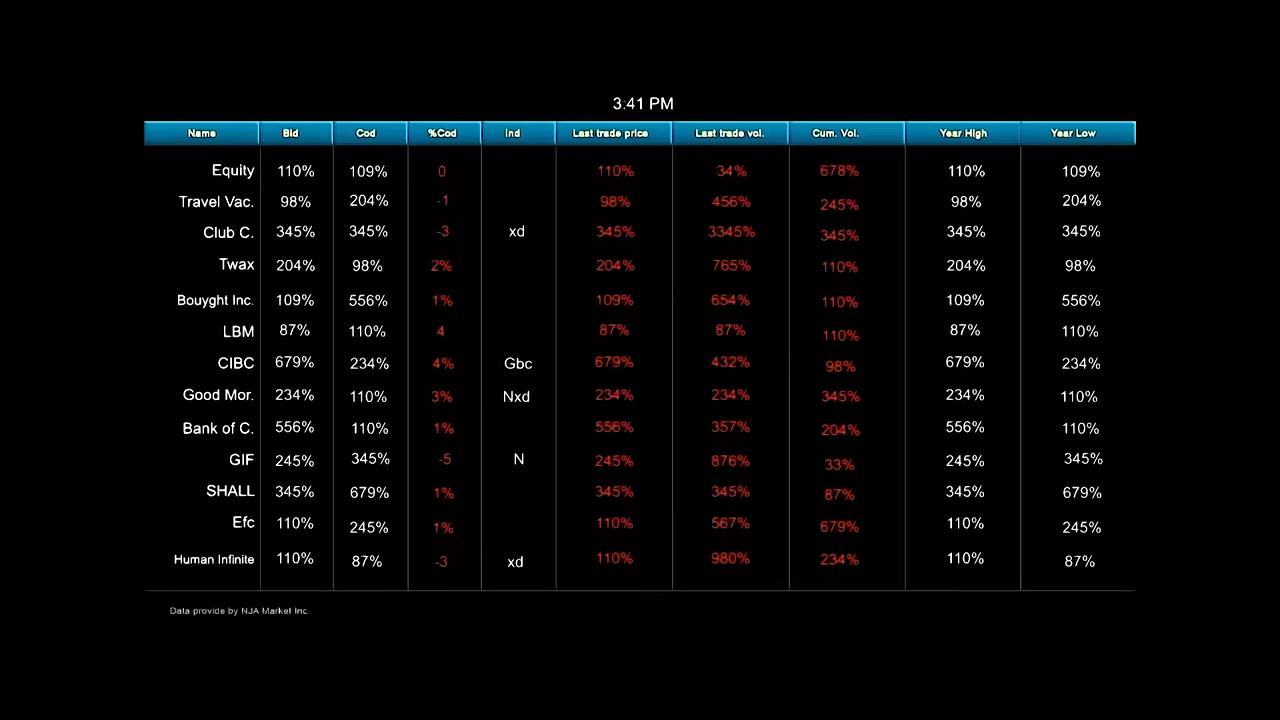 3:41 PM
Name Bid Cod %Cod Ind Last trade price Last trade vol. Cum. Vol. Year High Year Low
Equity 110% 109% 0 110% 34% 678% 110% 109%
Travel Vac. 98% 204% -1 98% 456% 245% 98% 204%
Club C. 345% 345% -3 xd 345% 3345% 345% 345% 345%
Twax 204% 98% 2% 204% 765% 110% 204% 98%
Bouyght Inc. 109% 556% 1% 109% 654% 110% 109% 556%
LBM 87% 110% 4 87% 87% 110% 87% 110%
CIBC 679% 234% 4% Gbc 679% 432% 98% 679% 234%
Good Mor. 234% 110% 3% Nxd 234% 234% 345% 234% 110%
Bank of C. 556% 110% 1% 556% 357% 204% 556% 110%
GIF 245% 345% -5 N 245% 876% 33% 245% 345%
SHALL 345% 679% 1% 345% 345% 87% 345% 679%
Efc 110% 245% 1% 110% 567% 679% 110% 245%
Human Infinite 110% 87% -3 xd 110% 980% 234% 110% 87%
Data provide by NJA Market Inc.